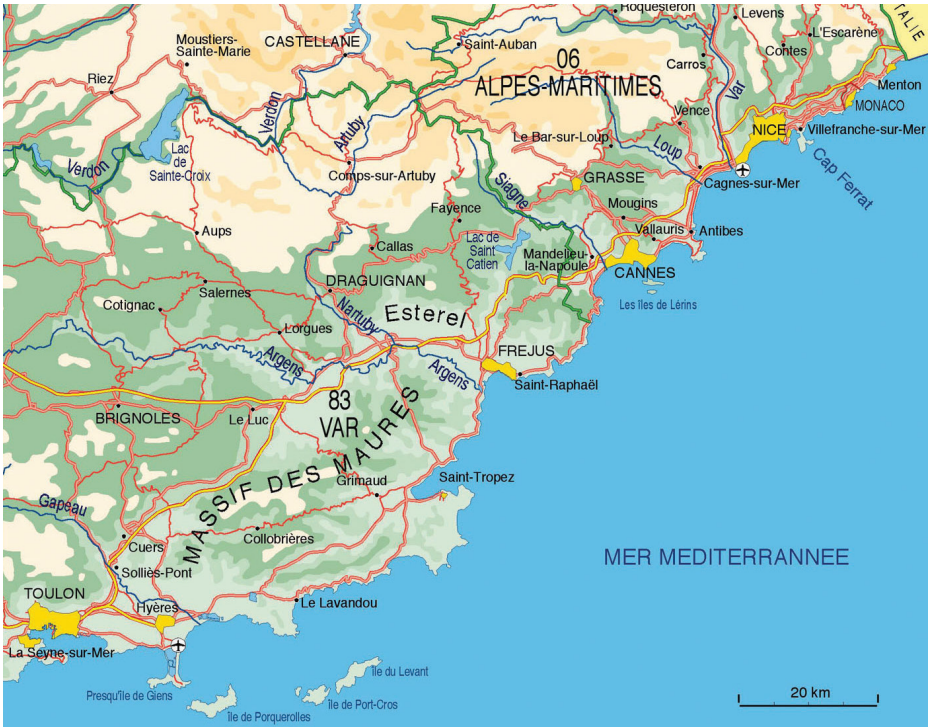 Roquesteron
Levens
L'Escarène
ITALIE
Moustiers-
Sainte-Marie
CASTELLANE
Saint-Auban
Contes
Carros
06
ALPES-MARITIMES
Riez
Menton
MONACO
Verdon
Artuby
Var
Vence
NICE
Villefranche-sur-Mer
Le Bar-sur-Loup
Loup
Lac
de
Sainte-Croix
Verdon
Comps-sur-Artuby
Siagne
GRASSE
Cagnes-sur-Mer
Cap Ferrat
Mougins
Fayence
Aups
Callas
Lac de
Saint
Catien
Vallauris
Antibes
Mandelieu-
la-Napoule
CANNES
DRAGUIGNAN
Salernes
Cotignac
Les îles de Lérins
Nartuby
Esterel
Lorgues
Argens
FREJUS
Argens
Saint-Raphaël
83
VAR
BRIGNOLES
Le Luc
MASSIF DES MAURES
Grimaud
Saint-Tropez
Gapeau
Collobrières
Cuers
MER MEDITERRANNEE
Solliès-Pont
TOULON
Hyères
Le Lavandou
La Seyne-sur-Mer
île du Levant
Presqu'île de Giens
île de Port-Cros
île de Porquerolles
20 km